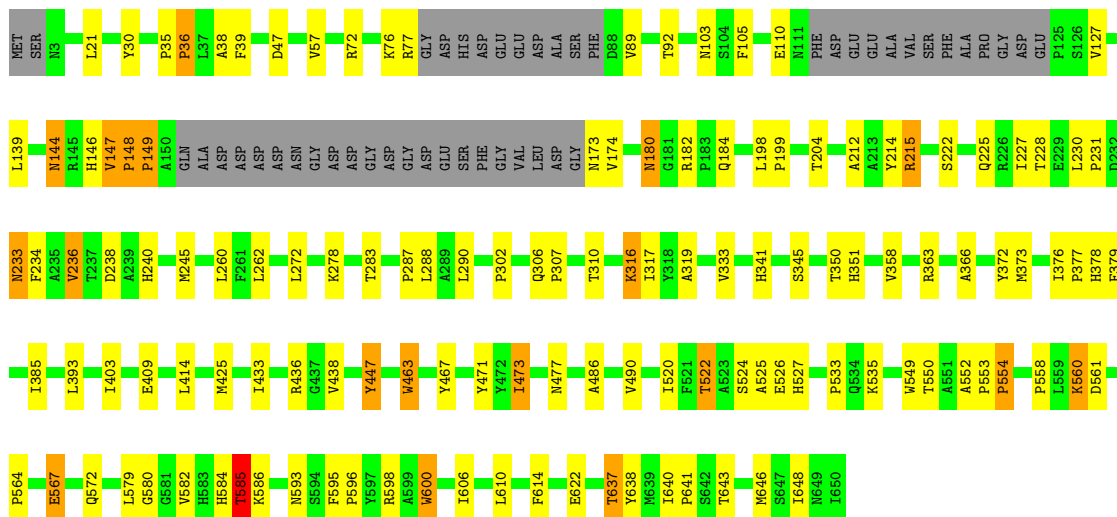 MET SER N3 L21 Y30 P35 P36 L37 A38 F39 D47 V57 R72 K76 R77 GLY ASP HIS ASP GLU GLU ASP ALA SER PHE D88 V89 T92 N103 S104 F105 E110 N111 PHE ASP GLU GLU ALA VAL SER PHE ALA PRO GLY ASP GLU P125 S126 V127
L139 N144 R145 H146 V147 P148 P149 A150 GLN ALA ASP ASP ASP ASP ASN GLY ASP ASP GLY ASP GLY ASP GLU SER PHE GLY VAL LEU ASP GLY N173 V174 N180 G181 R182 P183 Q184 L198 P199 T204 A212 A213 Y214 R215 S222 Q225 R226 I227 T228 E229 L230 P231 D232
N233 F234 A235 V236 T237 D238 A239 H240 M245 L260 F261 L262 L272 K278 T283 P287 L288 A289 L290 P302 Q306 P307 T310 K316 I317 Y318 A319 V333 H341 S345 T350 H351 V358 R363 A366 Y372 M373 I376 P377 H378 E379
I385 L393 I403 E409 L414 M425 I433 R436 G437 V438 Y447 W463 Y467 Y471 Y472 I473 N477 A486 V490 I520 F521 T522 A523 S524 A525 E526 H527 P533 Q534 K535 W549 T550 A551 A552 P553 P554 P558 L559 K560 D561
P564 E567 Q572 L579 G580 G581 V582 H583 H584 T585 K586 N593 S594 F595 P596 Y597 R598 A599 W600 I606 L610 F614 E622 T637 Y638 M639 I640 P641 S642 T643 M646 S647 I648 N649 I650